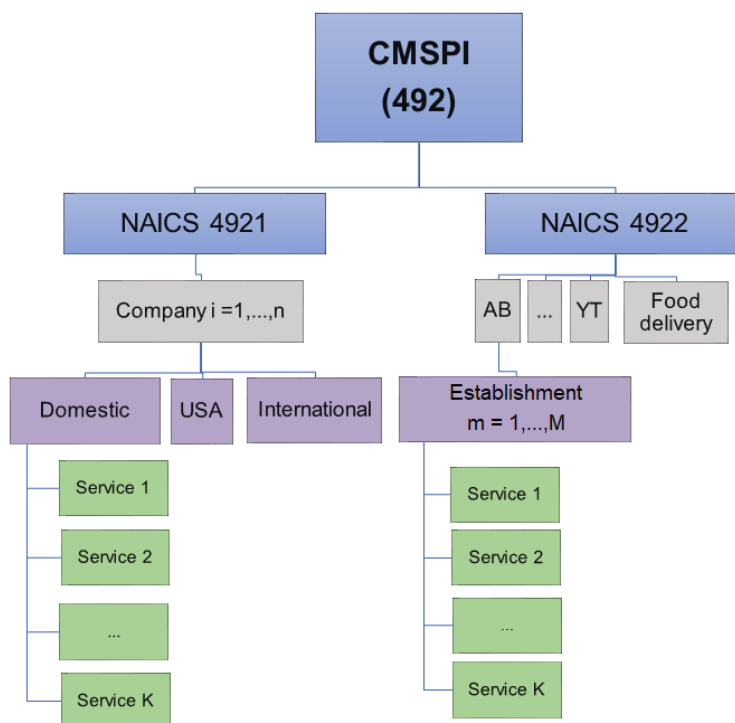 CMSPI
(492)
NAICS 4921
NAICS 4922
Company i =1,...,n
AB
...
YT
Food
delivery
Domestic
USA
International
Establishment
m = 1,...,M
Service 1
Service 2
...
Service K
Service 1
Service 2
...
Service K